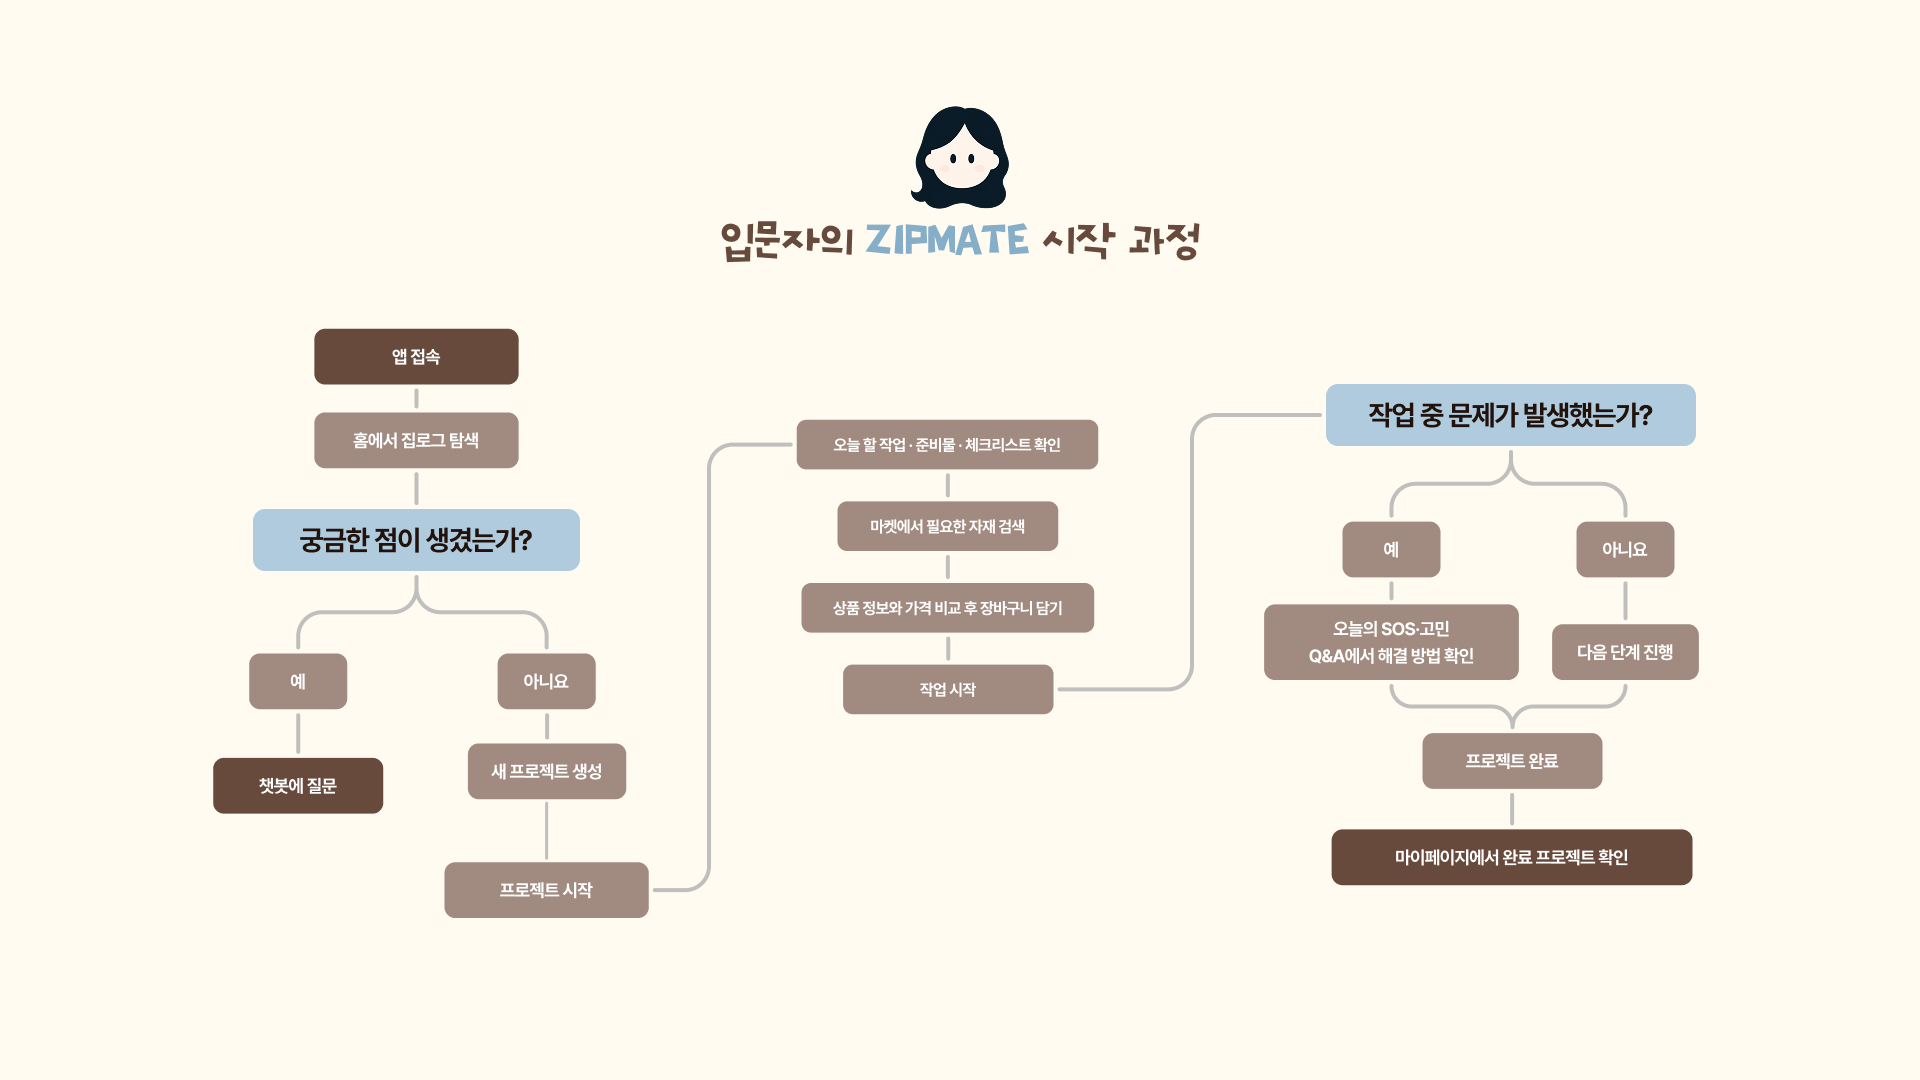 입문자의 ZIPMATE 시작 과정
앱 접속
홈에서 집로그 탐색
궁금한 점이 생겼는가?
예
아니요
챗봇에 질문
새 프로젝트 생성
프로젝트 시작
오늘 할 작업 · 준비물 · 체크리스트 확인
마켓에서 필요한 자재 검색
상품 정보와 가격 비교 후 장바구니 담기
작업 시작
작업 중 문제가 발생했는가?
예
아니요
오늘의 SOS·고민
Q&A에서 해결 방법 확인
다음 단계 진행
프로젝트 완료
마이페이지에서 완료 프로젝트 확인